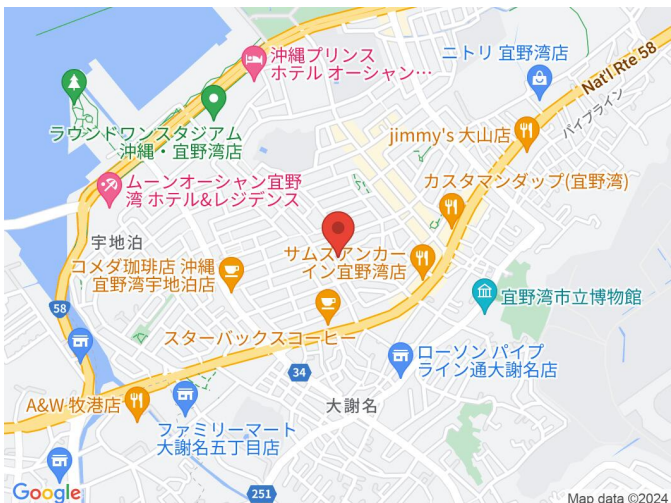 沖縄プリンス
ホテル オーシャン…
ニトリ 宜野湾店
Nat'l Rte 58
パイプライン
ラウンドワンスタジアム
沖縄・宜野湾店
jimmy's 大山店
ムーンオーシャン宜野
湾 ホテル&レジデンス
カスタマンダップ(宜野湾)
宇地泊
コメダ珈琲店 沖縄
宜野湾宇地泊店
サムズアンカー
イン宜野湾店
宜野湾市立博物館
58
スターバックスコーヒー
ローソン パイプ
ライン通大謝名店
34
A&W 牧港店
大謝名
ファミリーマート
大謝名五丁目店
Google
251
Map data ©2024